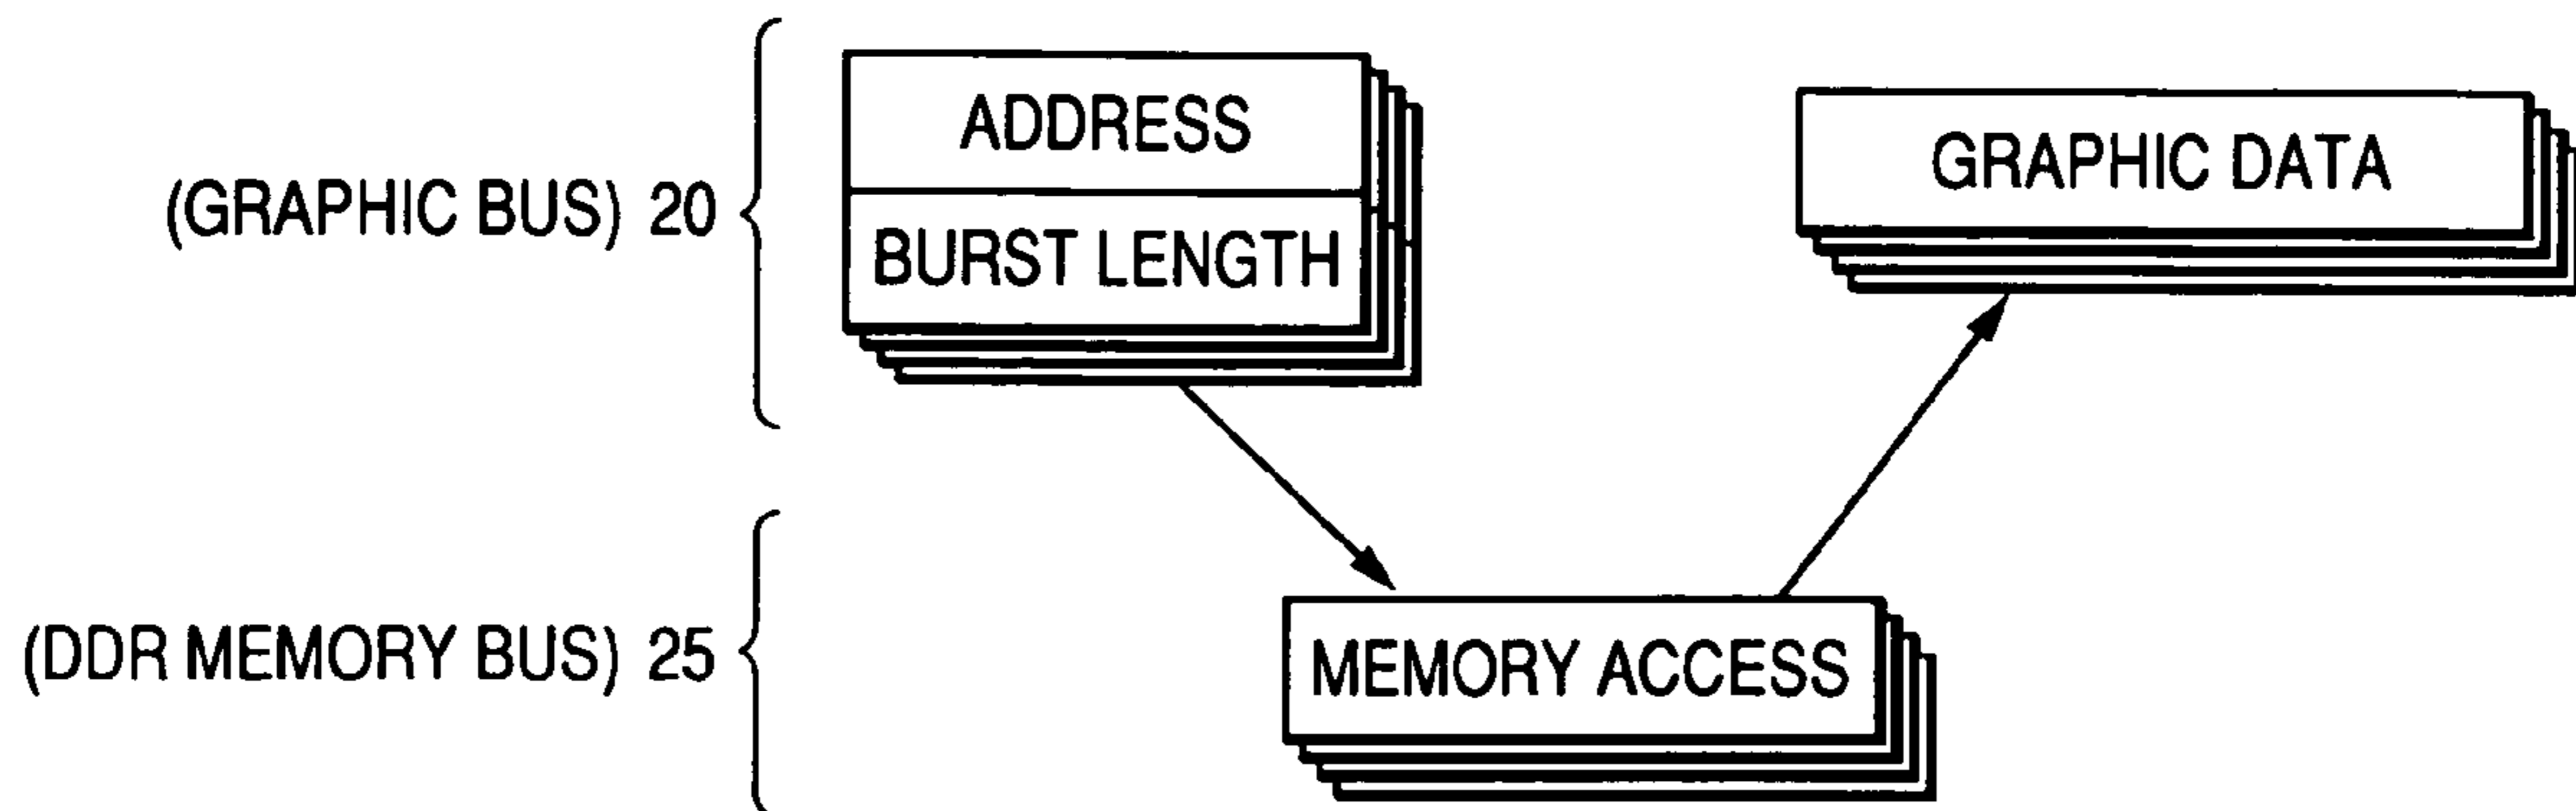 ADDRESS
GRAPHIC DATA
(GRAPHIC BUS) 20
BURST LENGTH
(DDR MEMORY BUS) 25
MEMORY ACCESS